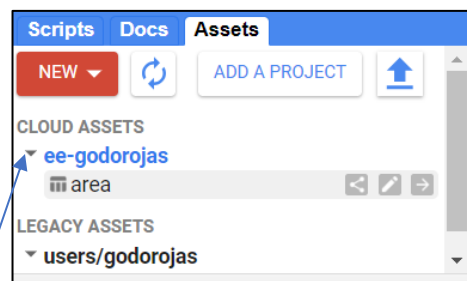 Scripts Docs Assets
NEW ADD A PROJECT
CLOUD ASSETS
ee-godorojas
area
LEGACY ASSETS
users/godorojas